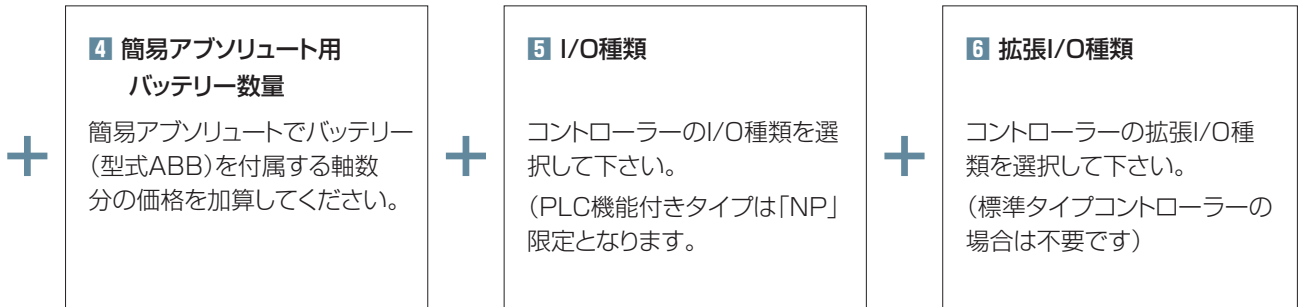 4 簡易アブソリュート用
バッテリー数量
簡易アブソリュートでバッテリー
(型式ABB)を付属する軸数
分の価格を加算してください。
+
5 I/O種類
コントローラーのI/O種類を選
択して下さい。
(PLC機能付きタイプは「NP」
限定となります。
+
6 拡張I/O種類
コントローラーの拡張I/O種
類を選択して下さい。
(標準タイプコントローラーの
場合は不要です)
+